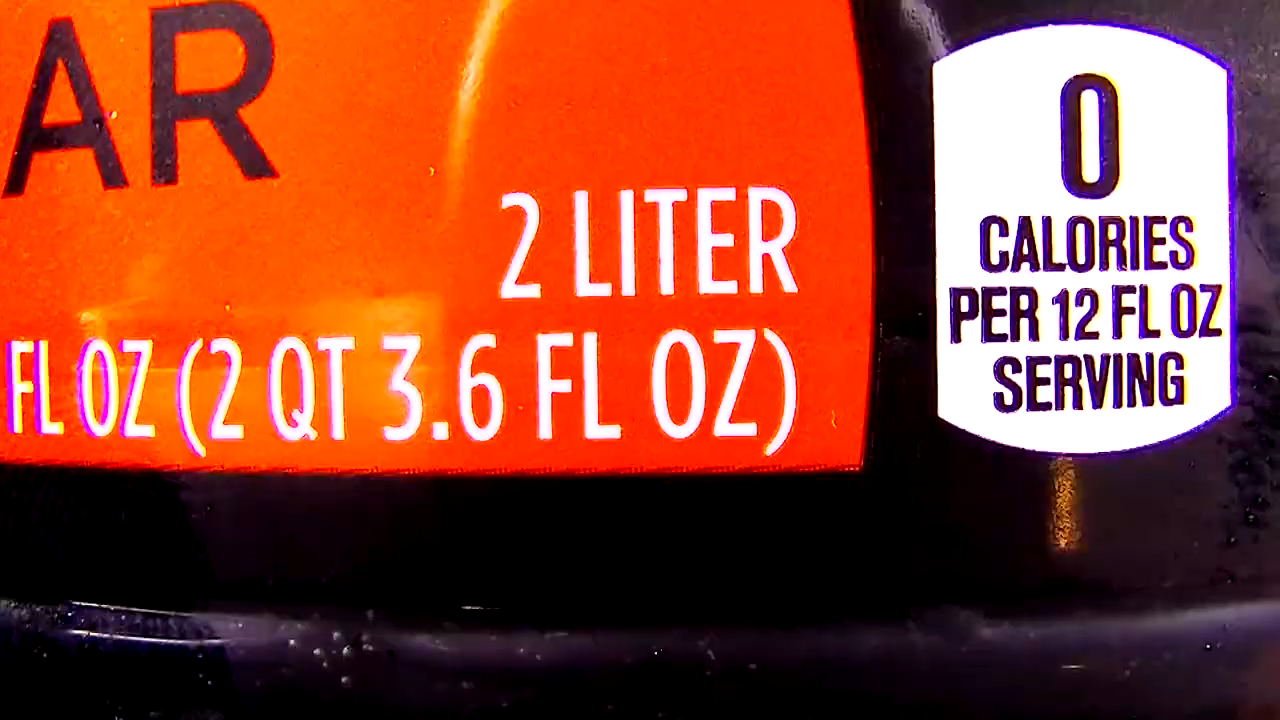 AR
2 LITER
FL OZ (2 QT 3.6 FL OZ)
0
CALORIES
PER 12 FL OZ
SERVING